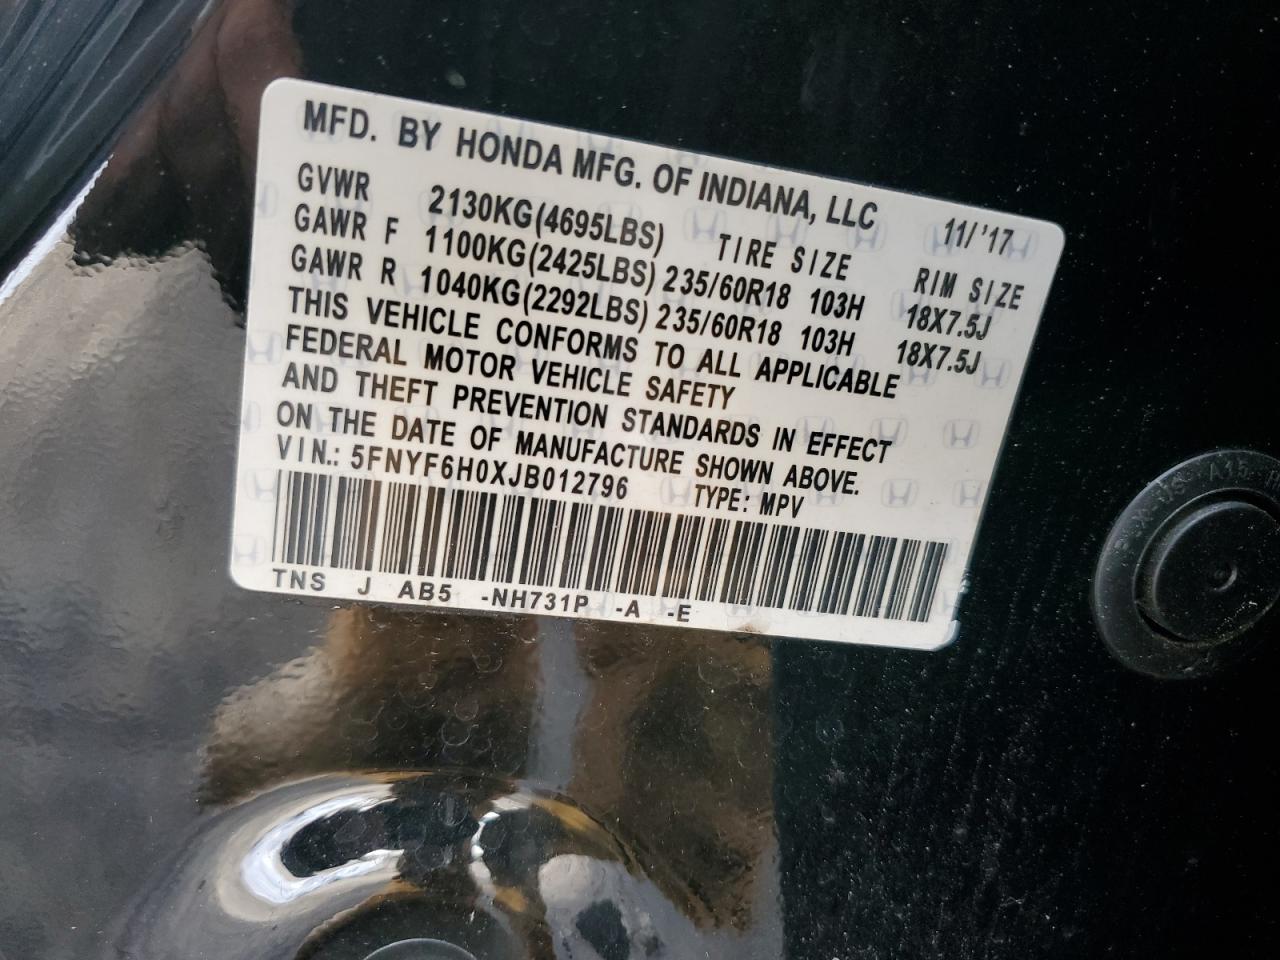 MFD. BY HONDA MFG. OF INDIANA, LLC 11/'17
GVWR 2130KG(4695LBS) TIRE SIZE RIM SIZE
GAWR F 1100KG(2425LBS) 235/60R18 103H 18X7.5J
GAWR R 1040KG(2292LBS) 235/60R18 103H 18X7.5J
THIS VEHICLE CONFORMS TO ALL APPLICABLE
FEDERAL MOTOR VEHICLE SAFETY
AND THEFT PREVENTION STANDARDS IN EFFECT
ON THE DATE OF MANUFACTURE SHOWN ABOVE.
VIN.: 5FNYF6H0XJB012796 TYPE: MPV
TNS J AB5 -NH731P -A -E